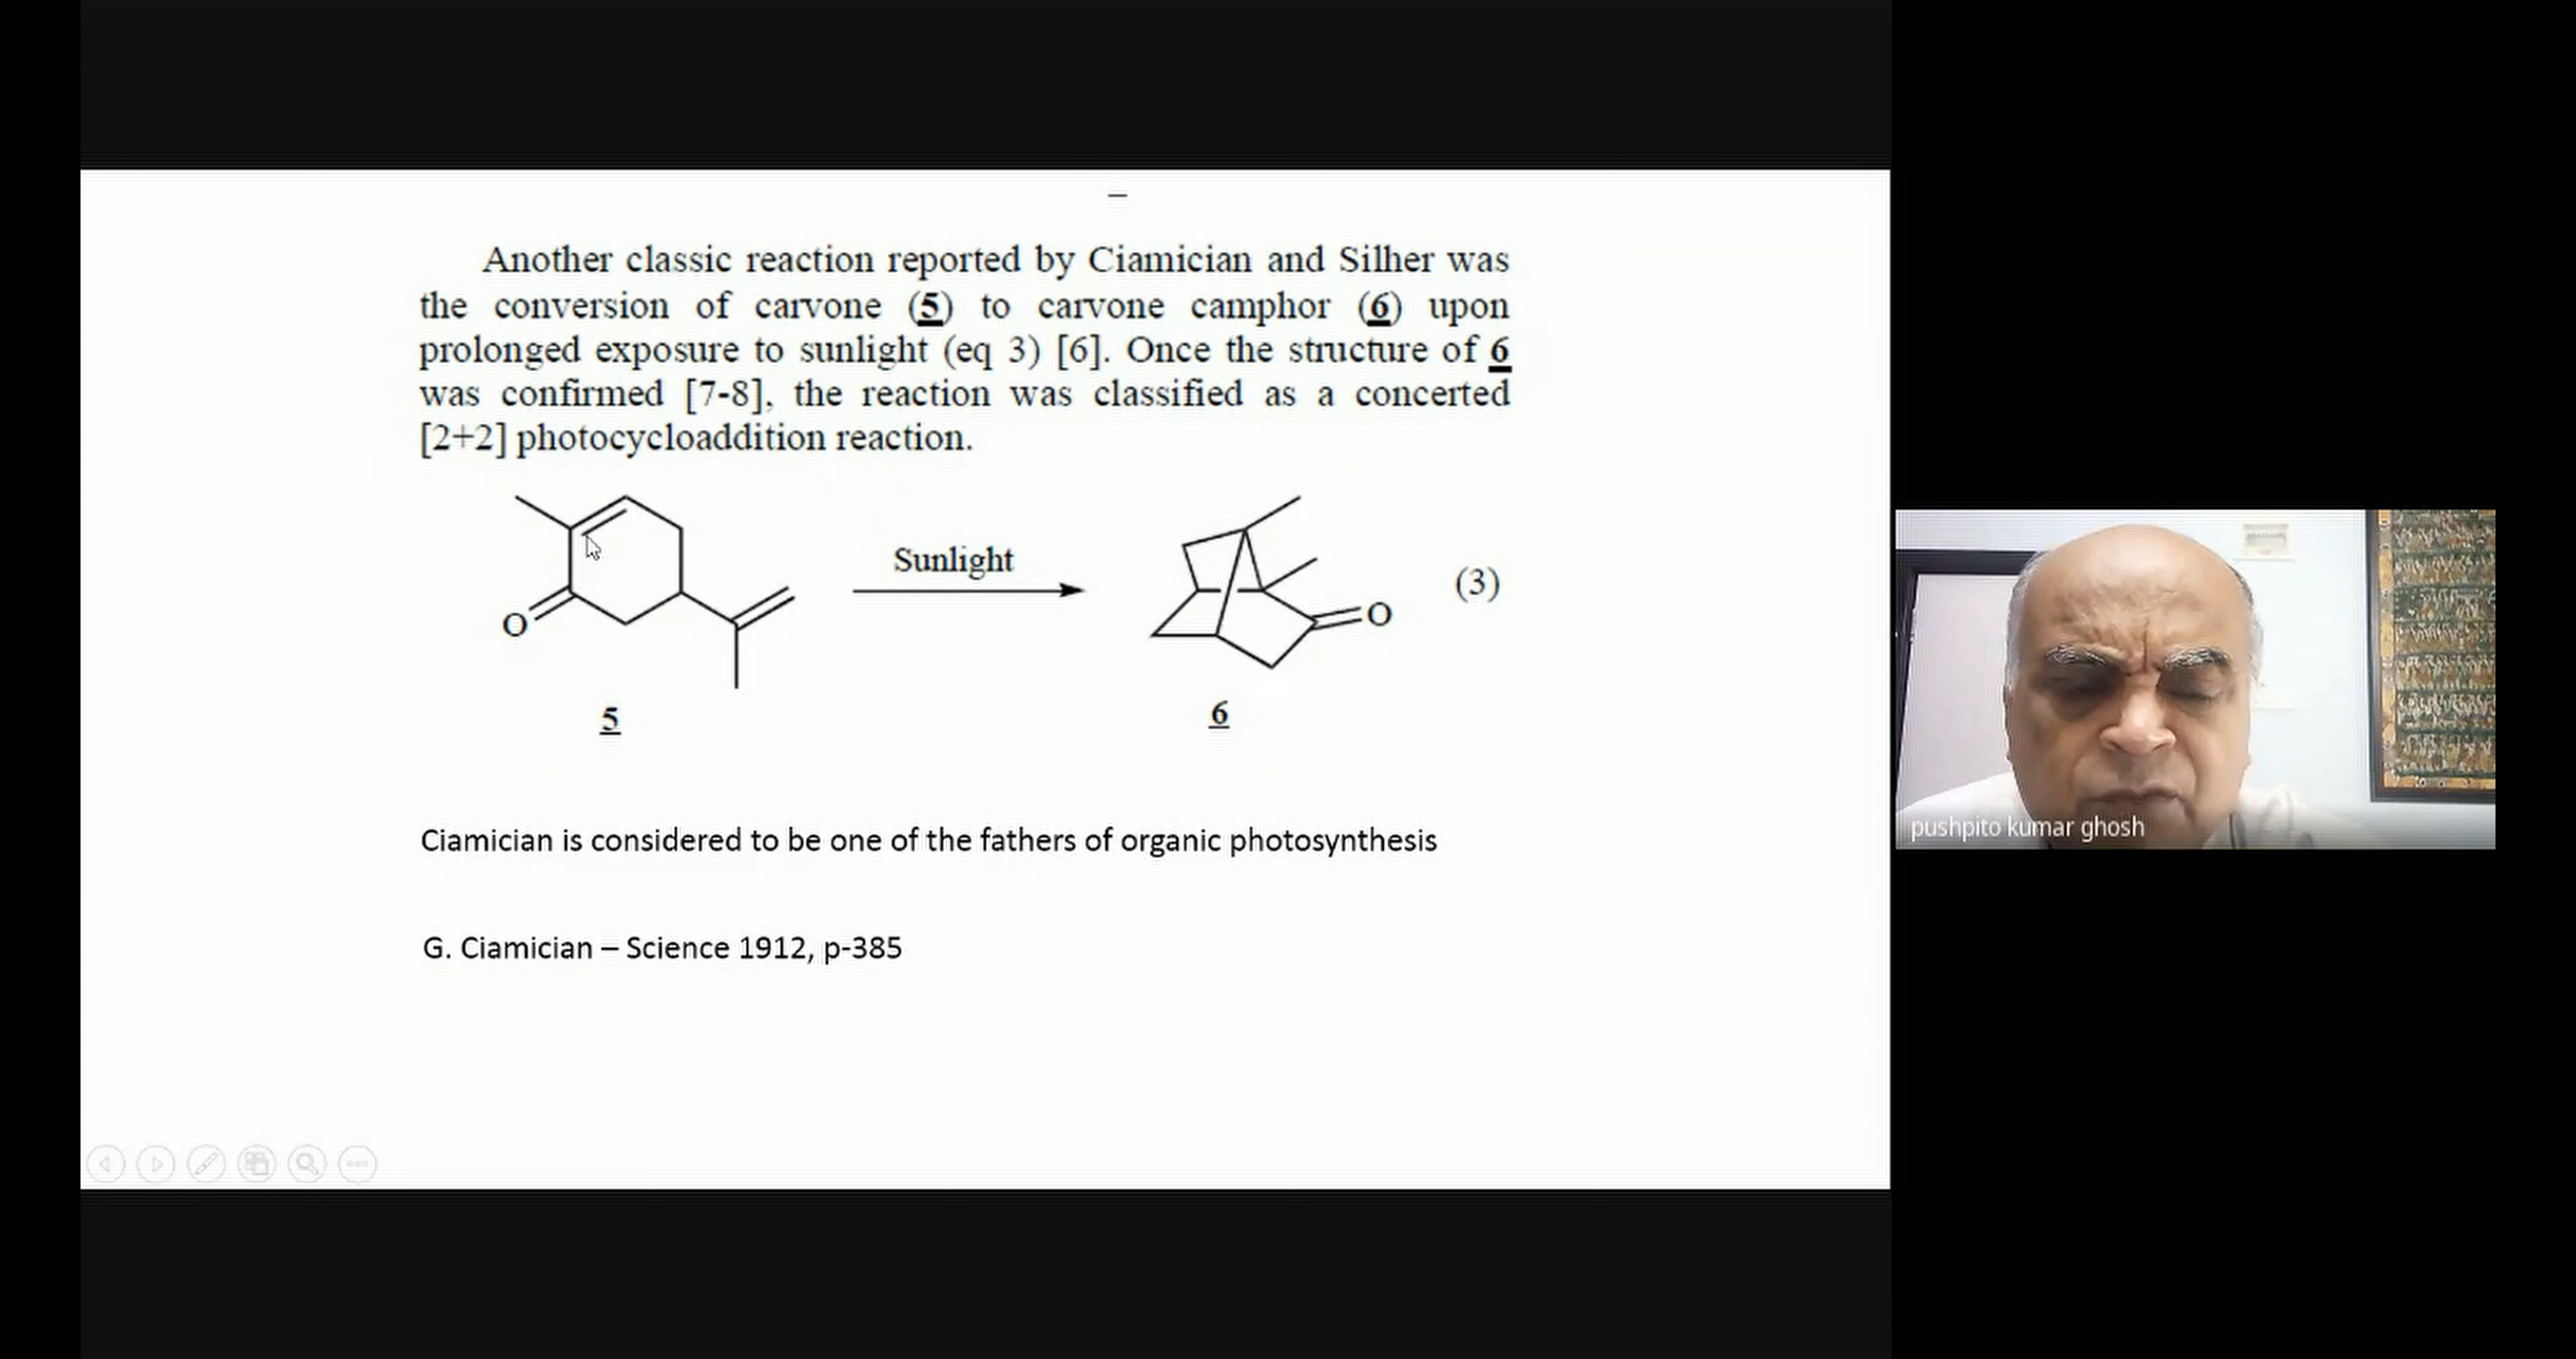 Another classic reaction reported by Ciamician and Silher was
the conversion of carvone (5) to carvone camphor (6) upon
prolonged exposure to sunlight (eq 3) [6]. Once the structure of 6
was confirmed [7-8], the reaction was classified as a concerted
[2+2] photocycloaddition reaction.
Sunlight
(3)
O
O
5
6
Ciamician is considered to be one of the fathers of organic photosynthesis
G. Ciamician – Science 1912, p-385
pushpito kumar ghosh